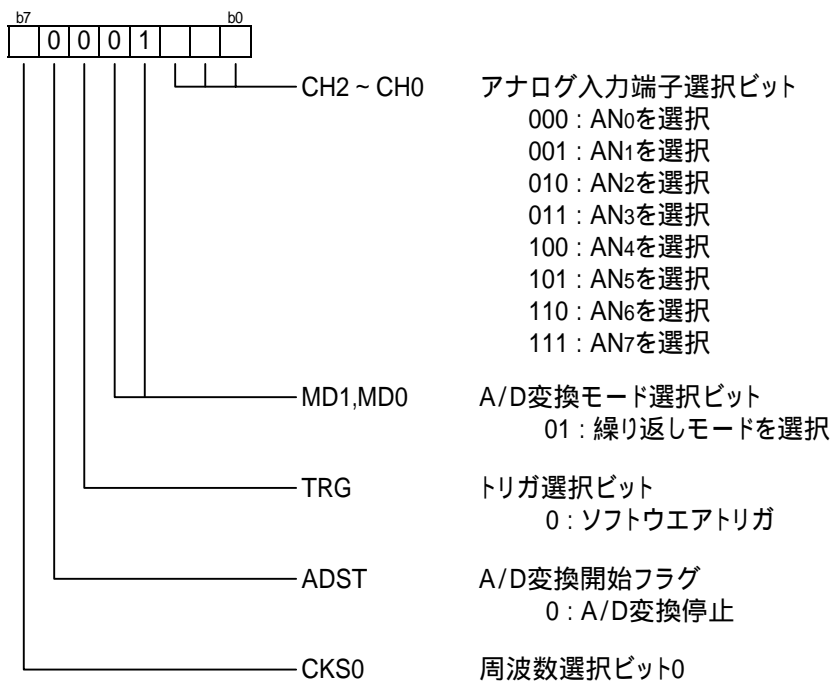 b7 b0
0 0 0 1
CH2 ~ CH0 アナログ入力端子選択ビット
000 : AN0を選択
001 : AN1を選択
010 : AN2を選択
011 : AN3を選択
100 : AN4を選択
101 : AN5を選択
110 : AN6を選択
111 : AN7を選択
MD1,MD0 A/D変換モード選択ビット
01 : 繰り返しモードを選択
TRG トリガ選択ビット
0 : ソフトウエアトリガ
ADST A/D変換開始フラグ
0 : A/D変換停止
CKS0 周波数選択ビット0